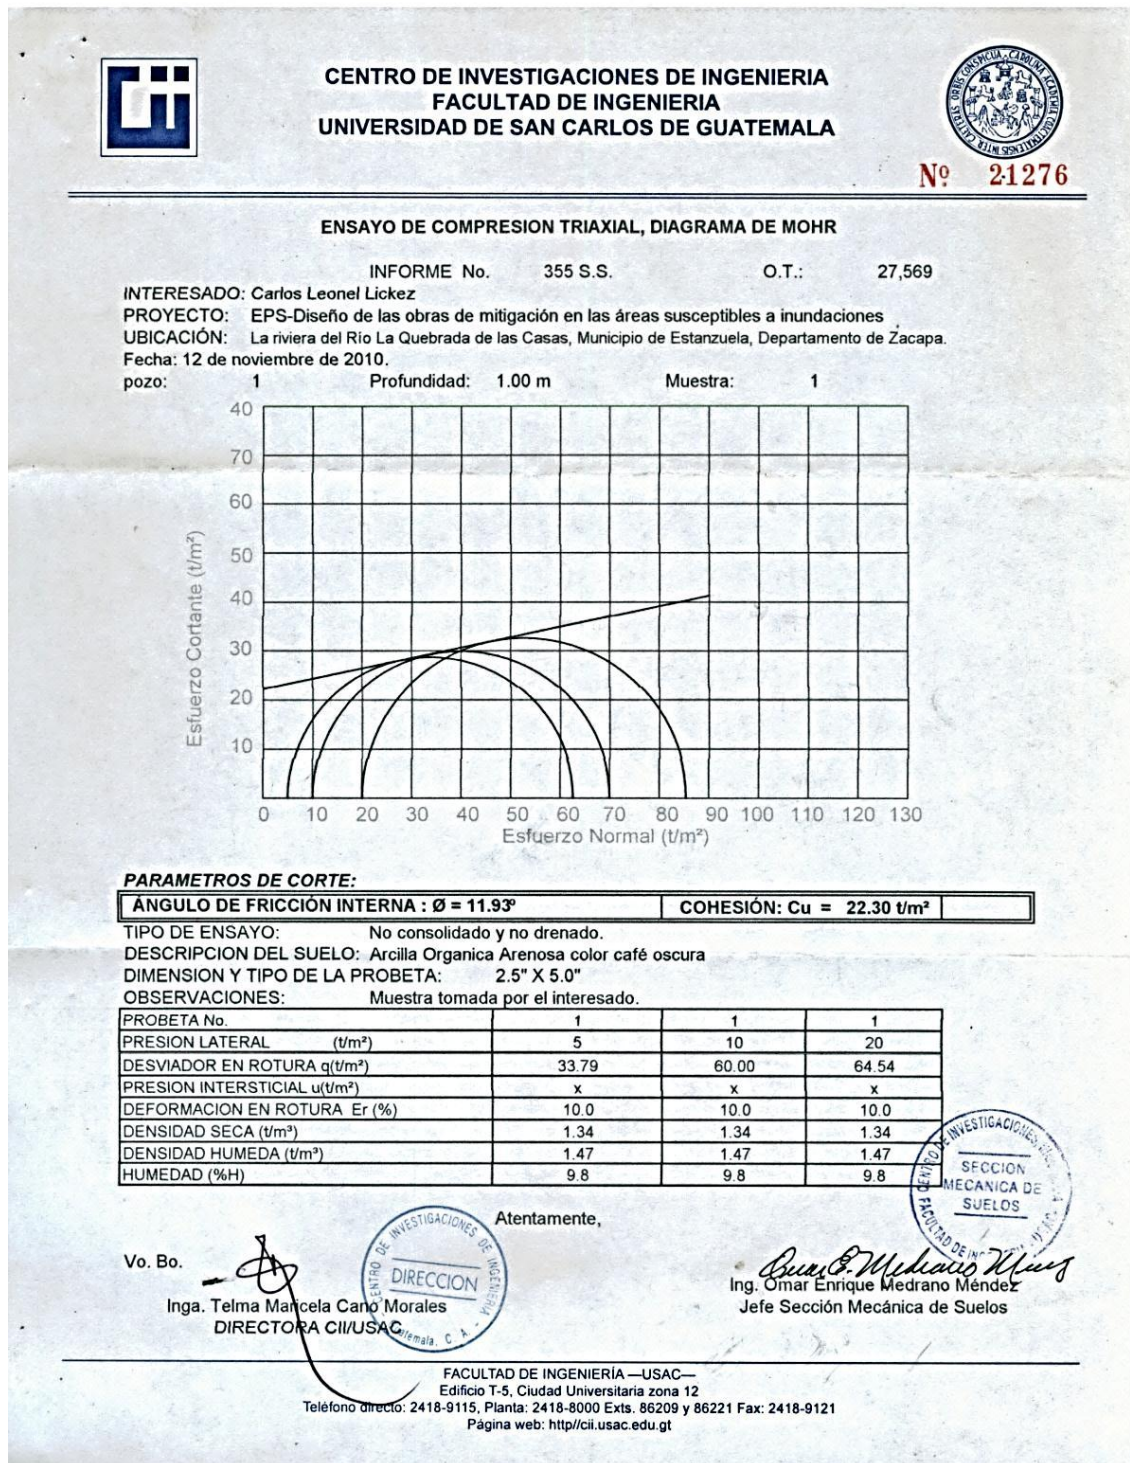 CENTRO DE INVESTIGACIONES DE INGENIERIA
FACULTAD DE INGENIERIA
UNIVERSIDAD DE SAN CARLOS DE GUATEMALA
Nº 21276
ENSAYO DE COMPRESION TRIAXIAL, DIAGRAMA DE MOHR
INFORME No. 355 S.S. O.T.: 27,569
INTERESADO: Carlos Leonel Lickez
PROYECTO: EPS-Diseño de las obras de mitigación en las áreas susceptibles a inundaciones
UBICACIÓN: La riviera del Río La Quebrada de las Casas, Municipio de Estanzuela, Departamento de Zacapa.
Fecha: 12 de noviembre de 2010.
pozo: 1 Profundidad: 1.00 m Muestra: 1
40
70
60
50
40
30
20
10
Esfuerzo Cortante (t/m²)
0 10 20 30 40 50 60 70 80 90 100 110 120 130
Esfuerzo Normal (t/m²)
PARAMETROS DE CORTE:
ÁNGULO DE FRICCIÓN INTERNA : Ø = 11.93º COHESIÓN: Cu = 22.30 t/m²
TIPO DE ENSAYO: No consolidado y no drenado.
DESCRIPCION DEL SUELO: Arcilla Organica Arenosa color café oscura
DIMENSION Y TIPO DE LA PROBETA: 2.5" X 5.0"
OBSERVACIONES: Muestra tomada por el interesado.
PROBETA No. 1 1 1
PRESION LATERAL (t/m²) 5 10 20
DESVIADOR EN ROTURA q(t/m²) 33.79 60.00 64.54
PRESION INTERSTICIAL u(t/m²) x x x
DEFORMACION EN ROTURA Er (%) 10.0 10.0 10.0
DENSIDAD SECA (t/m³) 1.34 1.34 1.34
DENSIDAD HUMEDA (t/m³) 1.47 1.47 1.47
HUMEDAD (%H) 9.8 9.8 9.8
SECCION
MECANICA DE
SUELOS
Atentamente,
Vo. Bo.
CENTRO DE INVESTIGACIONES DE INGENIERIA
DIRECCION
Guatemala, C. A.
Inga. Telma Maricela Cano Morales
DIRECTORA CII/USAC
Ing. Omar Enrique Medrano Méndez
Jefe Sección Mecánica de Suelos
FACULTAD DE INGENIERÍA —USAC—
Edificio T-5, Ciudad Universitaria zona 12
Teléfono directo: 2418-9115, Planta: 2418-8000 Exts. 86209 y 86221 Fax: 2418-9121
Página web: http//cii.usac.edu.gt